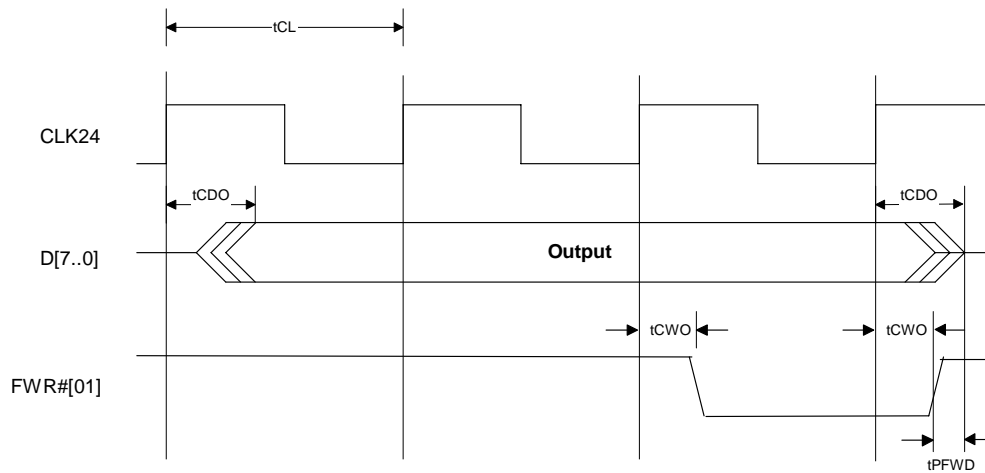 tCL
CLK24
tCDO
tCDO
D[7..0]
Output
tCWO
tCWO
FWR#[01]
tPFWD